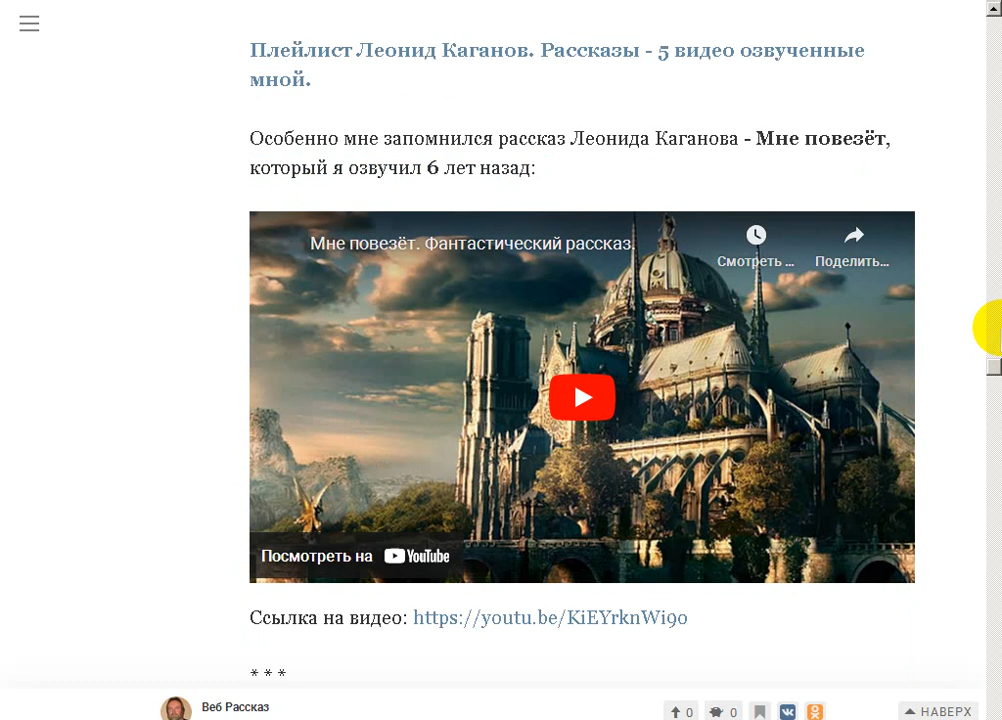 Плейлист Леонид Каганов. Рассказы - 5 видео озвученные
мной.
Особенно мне запомнился рассказ Леонида Каганова - Мне повезёт,
который я озвучил 6 лет назад:
Мне повезёт. Фантастический рассказ.
Смотреть ...
Поделить...
Посмотреть на YouTube
Ссылка на видео: https://youtu.be/KiEYrknWi9o
* * *
Веб Рассказ
0
0
НАВЕРХ